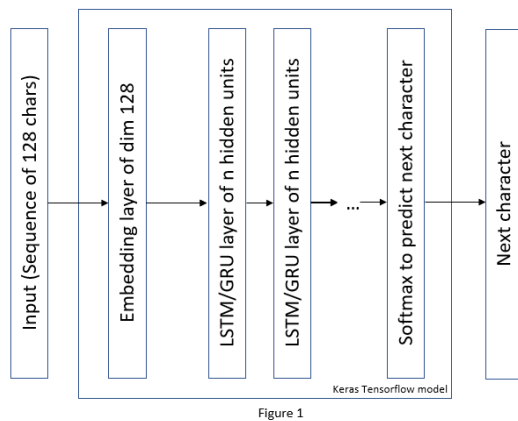 Input (Sequence of 128 chars)
Embedding layer of dim 128
LSTM/GRU layer of n hidden units
LSTM/GRU layer of n hidden units
...
Softmax to predict next character
Next character
Keras Tensorflow model
Figure 1